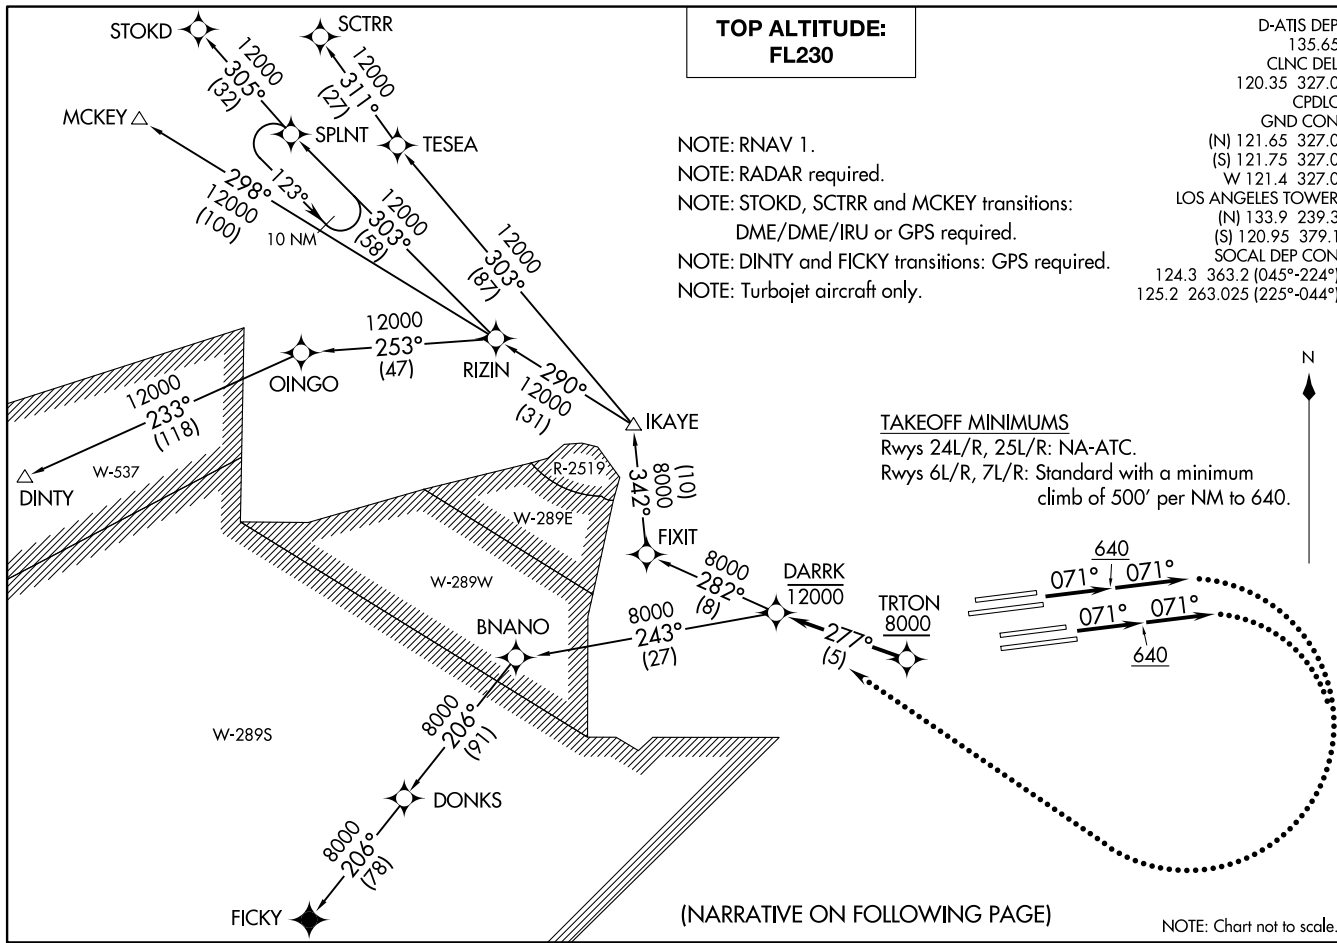 TOP ALTITUDE:
FL230
D-ATIS DEP
135.65
CLNC DEL
120.35 327.0
CPDLC
GND CON
(N) 121.65 327.0
(S) 121.75 327.0
W 121.4 327.0
LOS ANGELES TOWER
(N) 133.9 239.3
(S) 120.95 379.1
SOCAL DEP CON
124.3 363.2 (045°-224°)
125.2 263.025 (225°-044°)
NOTE: RNAV 1.
NOTE: RADAR required.
NOTE: STOKD, SCTRR and MCKEY transitions:
DME/DME/IRU or GPS required.
NOTE: DINTY and FICKY transitions: GPS required.
NOTE: Turbojet aircraft only.
STOKD
SCTRR
12000
305°
(32)
12000
311°
(27)
MCKEY
SPLNT
TESEA
298°
12000
(100)
123°
10 NM
12000
303°
(58)
12000
303°
(87)
12000
253°
(47)
OINGO
RIZIN
290°
12000
(31)
IKAYE
12000
233°
(118)
DINTY
W-537
R-2519
W-289E
W-289W
8000
342°
(10)
FIXIT
8000
282°
(8)
DARRK
12000
TRTON
8000
277°
(5)
8000
243°
(27)
BNANO
8000
206°
(91)
W-289S
DONKS
8000
206°
(78)
FICKY
N
TAKEOFF MINIMUMS
Rwys 24L/R, 25L/R: NA-ATC.
Rwys 6L/R, 7L/R: Standard with a minimum
climb of 500' per NM to 640.
640
071° 071°
071° 071°
640
(NARRATIVE ON FOLLOWING PAGE)
NOTE: Chart not to scale.